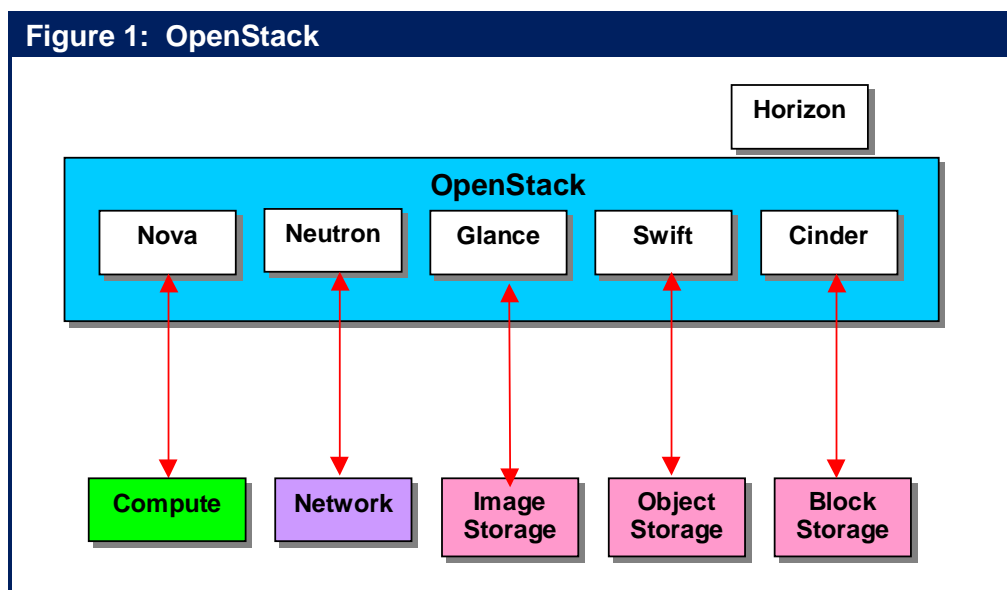 Figure 1: OpenStack
Horizon
OpenStack
Nova
Neutron
Glance
Swift
Cinder
Compute
Network
Image
Storage
Object
Storage
Block
Storage